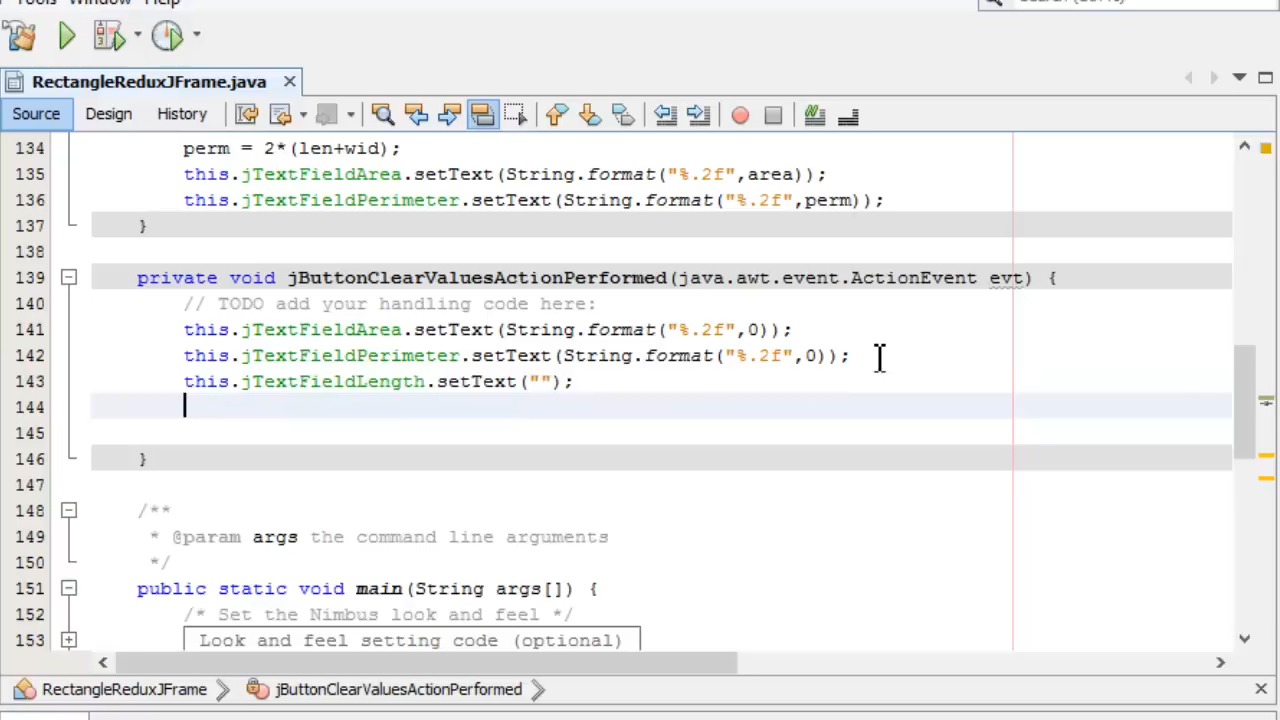 Tools Window Help
RectangleReduxJFrame.java
Source Design History
134 perm = 2*(len+wid);
135 this.jTextFieldArea.setText(String.format("%.2f",area));
136 this.jTextFieldPerimeter.setText(String.format("%.2f",perm));
137 }
138
139 private void jButtonClearValuesActionPerformed(java.awt.event.ActionEvent evt) {
140 // TODO add your handling code here:
141 this.jTextFieldArea.setText(String.format("%.2f",0));
142 this.jTextFieldPerimeter.setText(String.format("%.2f",0));
143 this.jTextFieldLength.setText("");
144
145
146 }
147
148 /**
149 * @param args the command line arguments
150 */
151 public static void main(String args[]) {
152 /* Set the Nimbus look and feel */
153 Look and feel setting code (optional)
RectangleReduxJFrame jButtonClearValuesActionPerformed